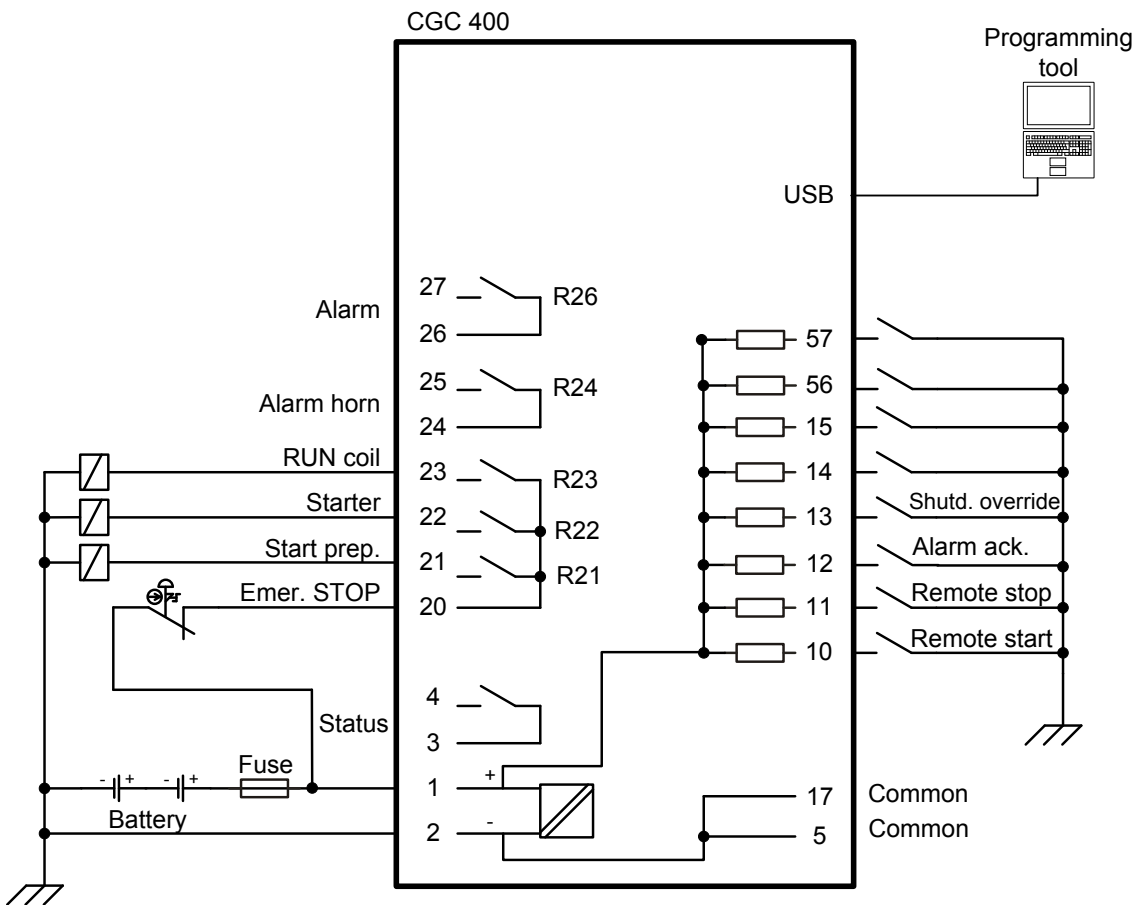 CGC 400
Programming
tool
USB
27
R26
Alarm
26
57
25
R24
56
Alarm horn
24
15
RUN coil
23
R23
14
Starter
22
R22
13
Shutd. override
Start prep.
21
R21
12
Alarm ack.
Emer. STOP
20
11
Remote stop
10
Remote start
4
Status
3
Fuse
- + - +
1
+
17
Common
Battery
2
-
5
Common